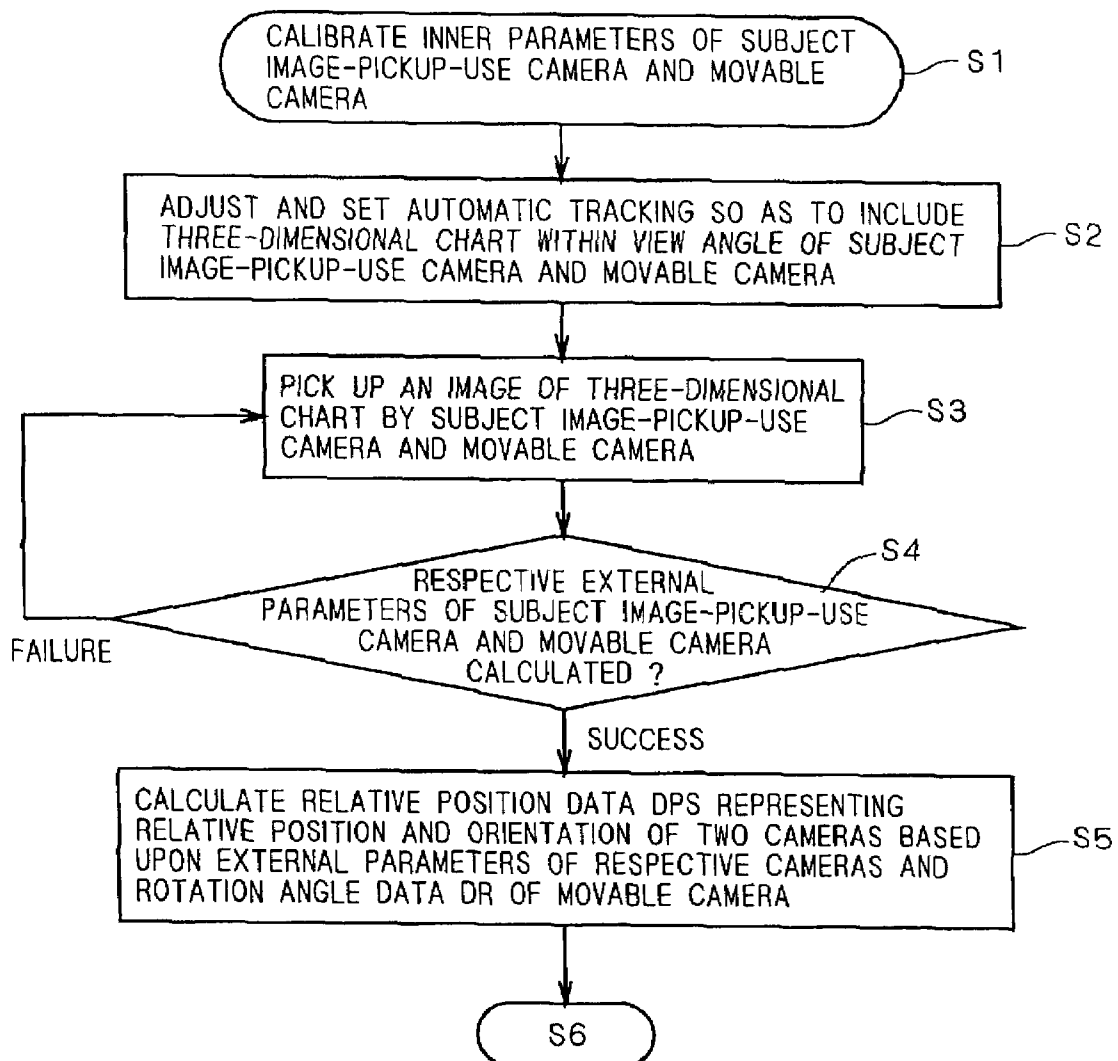 CALIBRATE INNER PARAMETERS OF SUBJECT
IMAGE-PICKUP-USE CAMERA AND MOVABLE
CAMERA
S1
ADJUST AND SET AUTOMATIC TRACKING SO AS TO INCLUDE
THREE-DIMENSIONAL CHART WITHIN VIEW ANGLE OF SUBJECT
IMAGE-PICKUP-USE CAMERA AND MOVABLE CAMERA
S2
PICK UP AN IMAGE OF THREE-DIMENSIONAL
CHART BY SUBJECT IMAGE-PICKUP-USE
CAMERA AND MOVABLE CAMERA
S3
S4
RESPECTIVE EXTERNAL
PARAMETERS OF SUBJECT IMAGE-PICKUP-USE
CAMERA AND MOVABLE CAMERA
CALCULATED ?
FAILURE
SUCCESS
CALCULATE RELATIVE POSITION DATA DPS REPRESENTING
RELATIVE POSITION AND ORIENTATION OF TWO CAMERAS BASED
UPON EXTERNAL PARAMETERS OF RESPECTIVE CAMERAS AND
ROTATION ANGLE DATA DR OF MOVABLE CAMERA
S5
S6